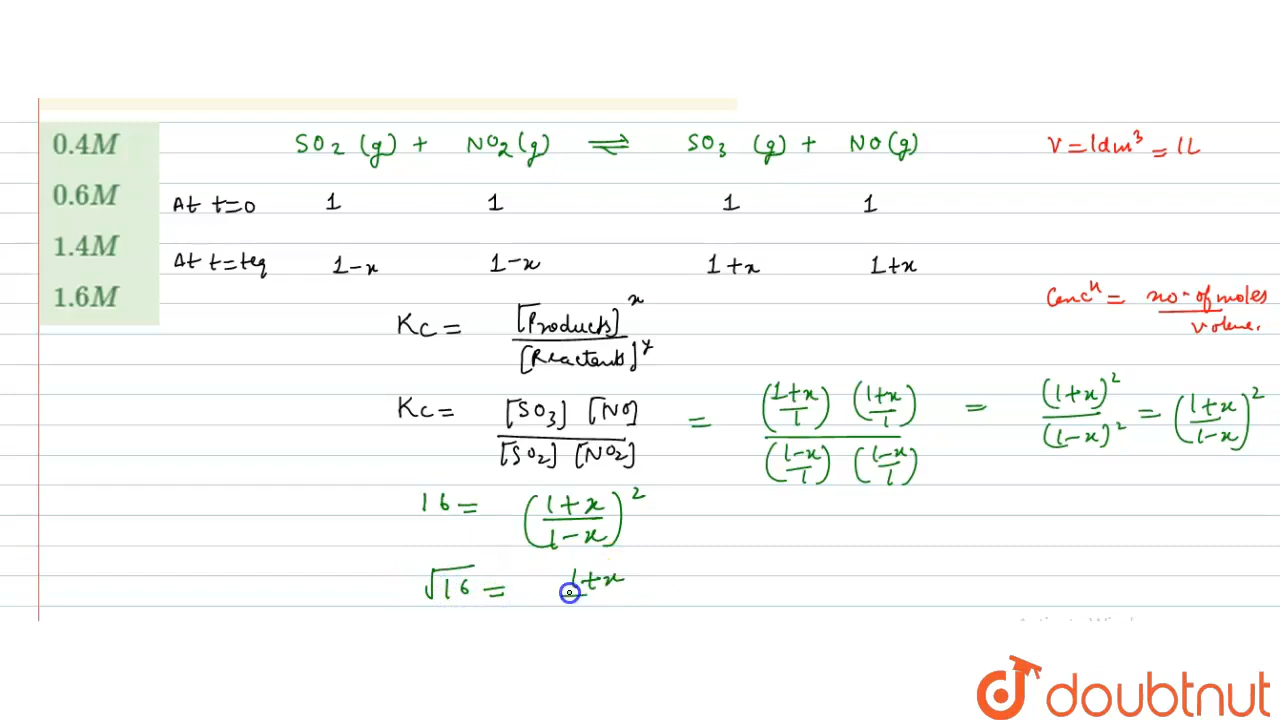 0.4M
0.6M
1.4M
1.6M
SO2 (g) + NO2(g) ⇌ SO3 (g) + NO(g)
V=1dm³ = 1L
At t=0 1 1 1 1
At t=teq 1-x 1-x 1+x 1+x
Concⁿ = no. of moles
volume.
Kc = [Products]^x / [Reactants]^y
Kc = [SO3] [NO] / [SO2] [NO2] = (1+x/1) (1+x/1) / (1-x/1) (1-x/1) = (1+x)² / (1-x)² = (1+x/1-x)²
16 = (1+x/1-x)²
√16 = 1+x
doubtnut